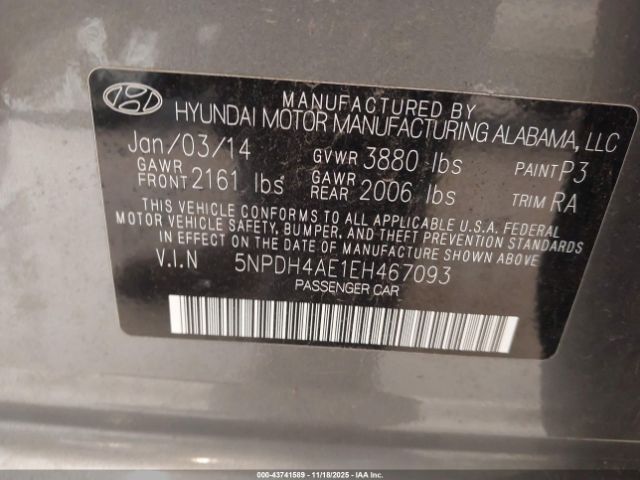 MANUFACTURED BY
HYUNDAI MOTOR MANUFACTURING ALABAMA, LLC
Jan/03/14 GVWR 3880 lbs PAINT P3
GAWR FRONT 2161 lbs GAWR REAR 2006 lbs TRIM RA
THIS VEHICLE CONFORMS TO ALL APPLICABLE U.S.A. FEDERAL
MOTOR VEHICLE SAFETY, BUMPER, AND THEFT PREVENTION STANDARDS
IN EFFECT ON THE DATE OF MANUFACTURE SHOWN ABOVE.
V.I.N 5NPDH4AE1EH467093
PASSENGER CAR
000-43741589 - 11/18/2025 - IAAI.COM